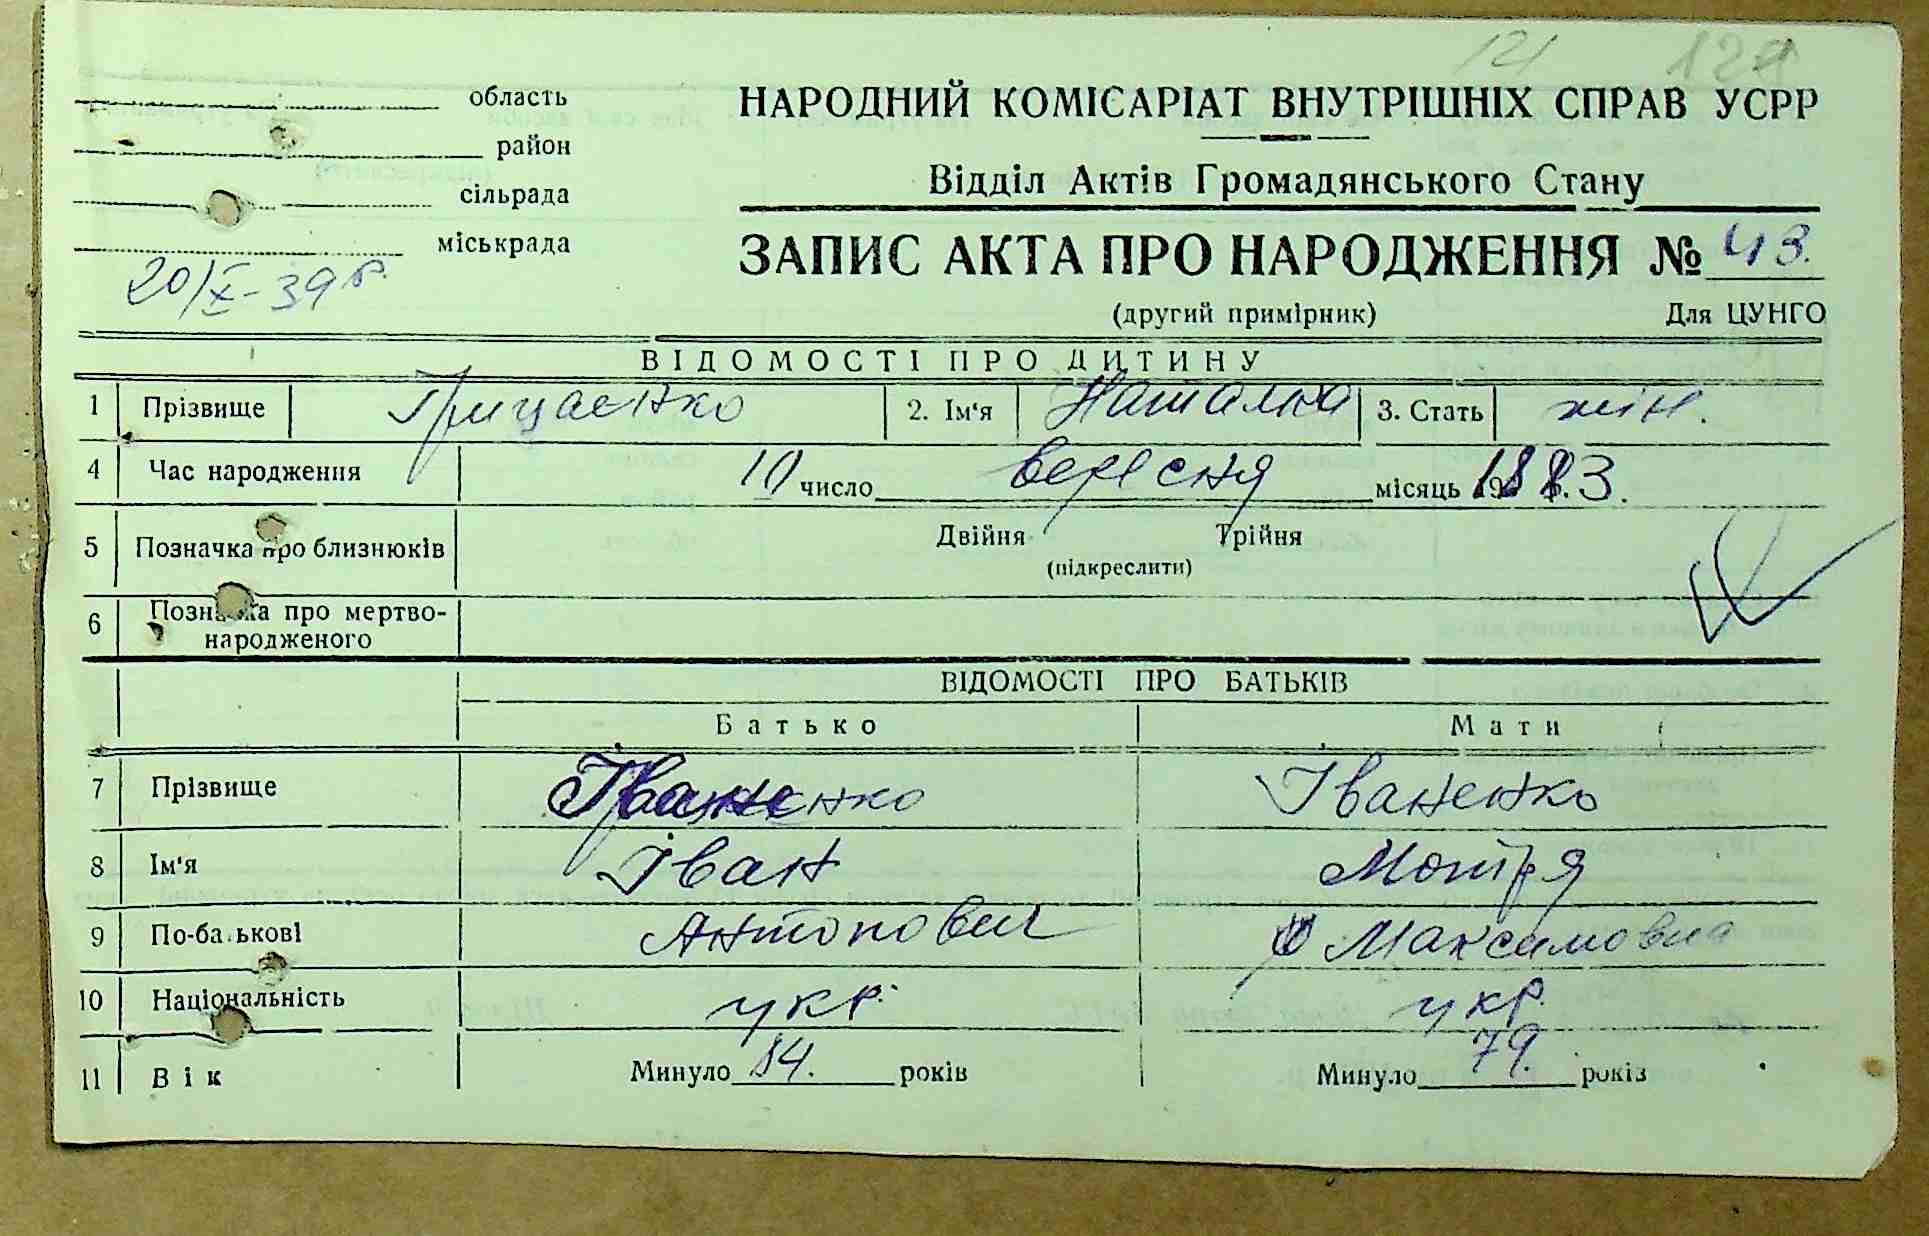 121 124
область
район
сільрада
міськрада
20/X-39 р.
НАРОДНИЙ КОМІСАРІАТ ВНУТРІШНІХ СПРАВ УСРР
Відділ Актів Громадянського Стану
ЗАПИС АКТА ПРО НАРОДЖЕННЯ № 43.
(другий примірник) Для ЦУНГО
ВІДОМОСТІ ПРО ДИТИНУ
1 Прізвище Грицаєнко 2. Ім'я Наталка 3. Стать жін.
4 Час народження 10 число вересня місяць 1883.
5 Позначка про близнюків Двійня Трійня
(підкреслити)
6 Позначка про мертво-
народженого
ВІДОМОСТІ ПРО БАТЬКІВ
Батько Мати
7 Прізвище Іваненко Іваненко
8 Ім'я Іван Мотря
9 По-батькові Антонович Максимовна
10 Національність укр. укр.
11 Вік Минуло 84. років Минуло 79. років